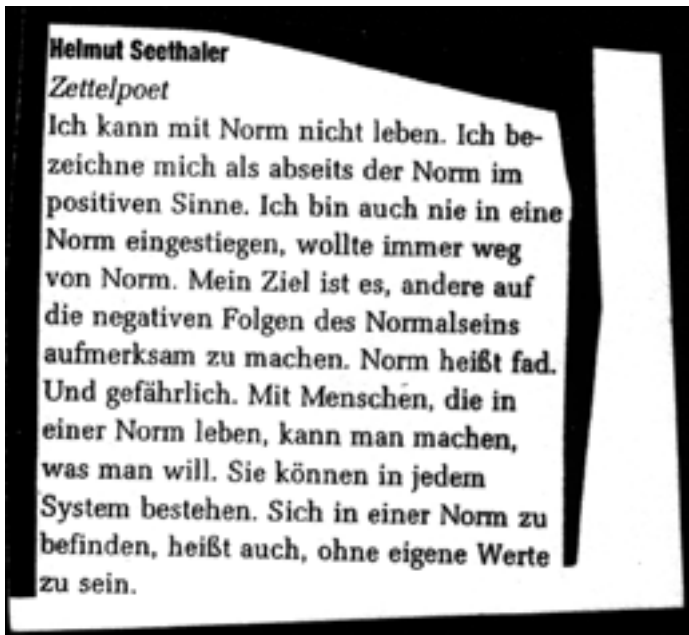 Helmut Seethaler
Zettelpoet
Ich kann mit Norm nicht leben. Ich be-
zeichne mich als abseits der Norm im
positiven Sinne. Ich bin auch nie in eine
Norm eingestiegen, wollte immer weg
von Norm. Mein Ziel ist es, andere auf
die negativen Folgen des Normalseins
aufmerksam zu machen. Norm heißt fad.
Und gefährlich. Mit Menschen, die in
einer Norm leben, kann man machen,
was man will. Sie können in jedem
System bestehen. Sich in einer Norm zu
befinden, heißt auch, ohne eigene Werte
zu sein.